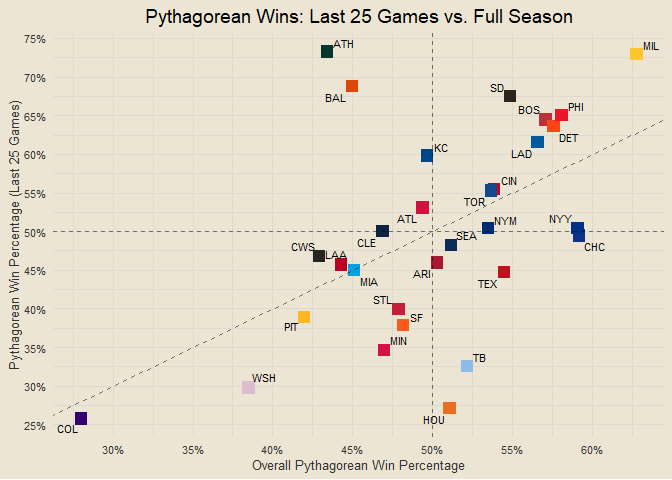 Pythagorean Wins: Last 25 Games vs. Full Season
75%
ATH
MIL
70%
BAL
SD
65%
BOS
PHI
DET
LAD
60%
KC
CIN
55%
TOR
ATL
NYM
NYY
50%
CLE
SEA
CHC
CWS
LAA
45%
MIA
ARI
TEX
40%
STL
PIT
SF
35%
MIN
TB
30%
WSH
HOU
25%
COL
30%
35%
40%
45%
50%
55%
60%
Overall Pythagorean Win Percentage
Pythagorean Win Percentage (Last 25 Games)